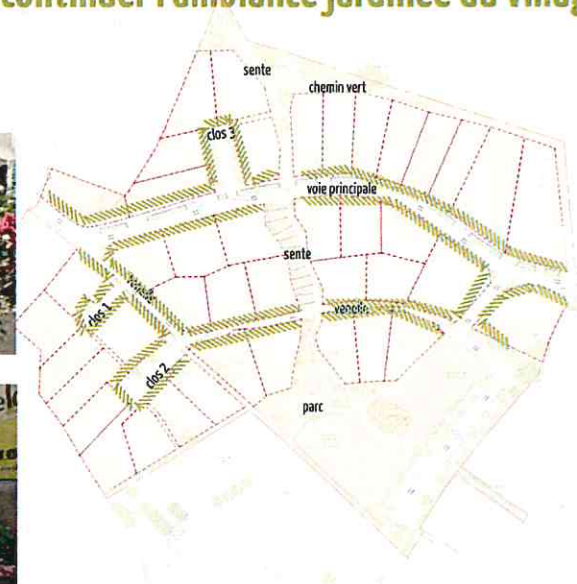 continuer l'ambiance jardinée du villag
sente
chemin vert
clos 3
voie principale
sente
clos 1
venelle
clos 2
parc